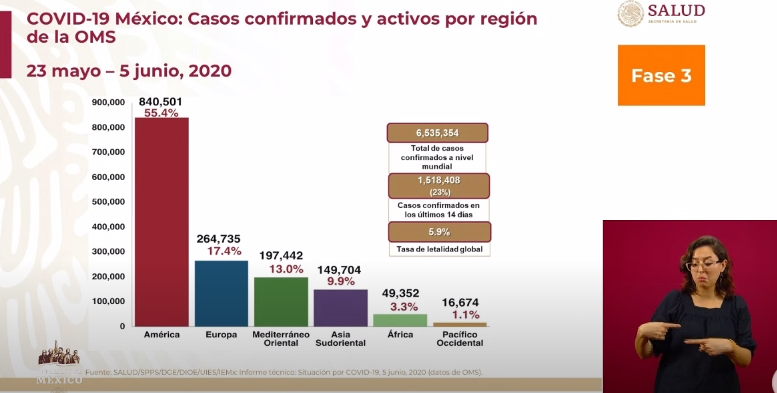 COVID-19 México: Casos confirmados y activos por región
de la OMS
23 mayo – 5 junio, 2020
SALUD
SECRETARÍA DE SALUD
Fase 3
900,000
800,000
700,000
600,000
500,000
400,000
300,000
200,000
100,000
0
840,501
55.4%
264,735
17.4%
197,442
13.0%
149,704
9.9%
49,352
3.3%
16,674
1.1%
América
Europa
Mediterráneo
Oriental
Asia
Sudoriental
África
Pacífico
Occidental
6,535,354
Total de casos
confirmados a nivel
mundial
1,518,408
(23%)
Casos confirmados en
los últimos 14 días
5.9%
Tasa de letalidad global
MÉXICO
Fuente: SALUD/SPPS/DGE/DIOE/UIES/IEMic Informe técnico: Situación por COVID-19, 5 junio, 2020 (datos de OMS).